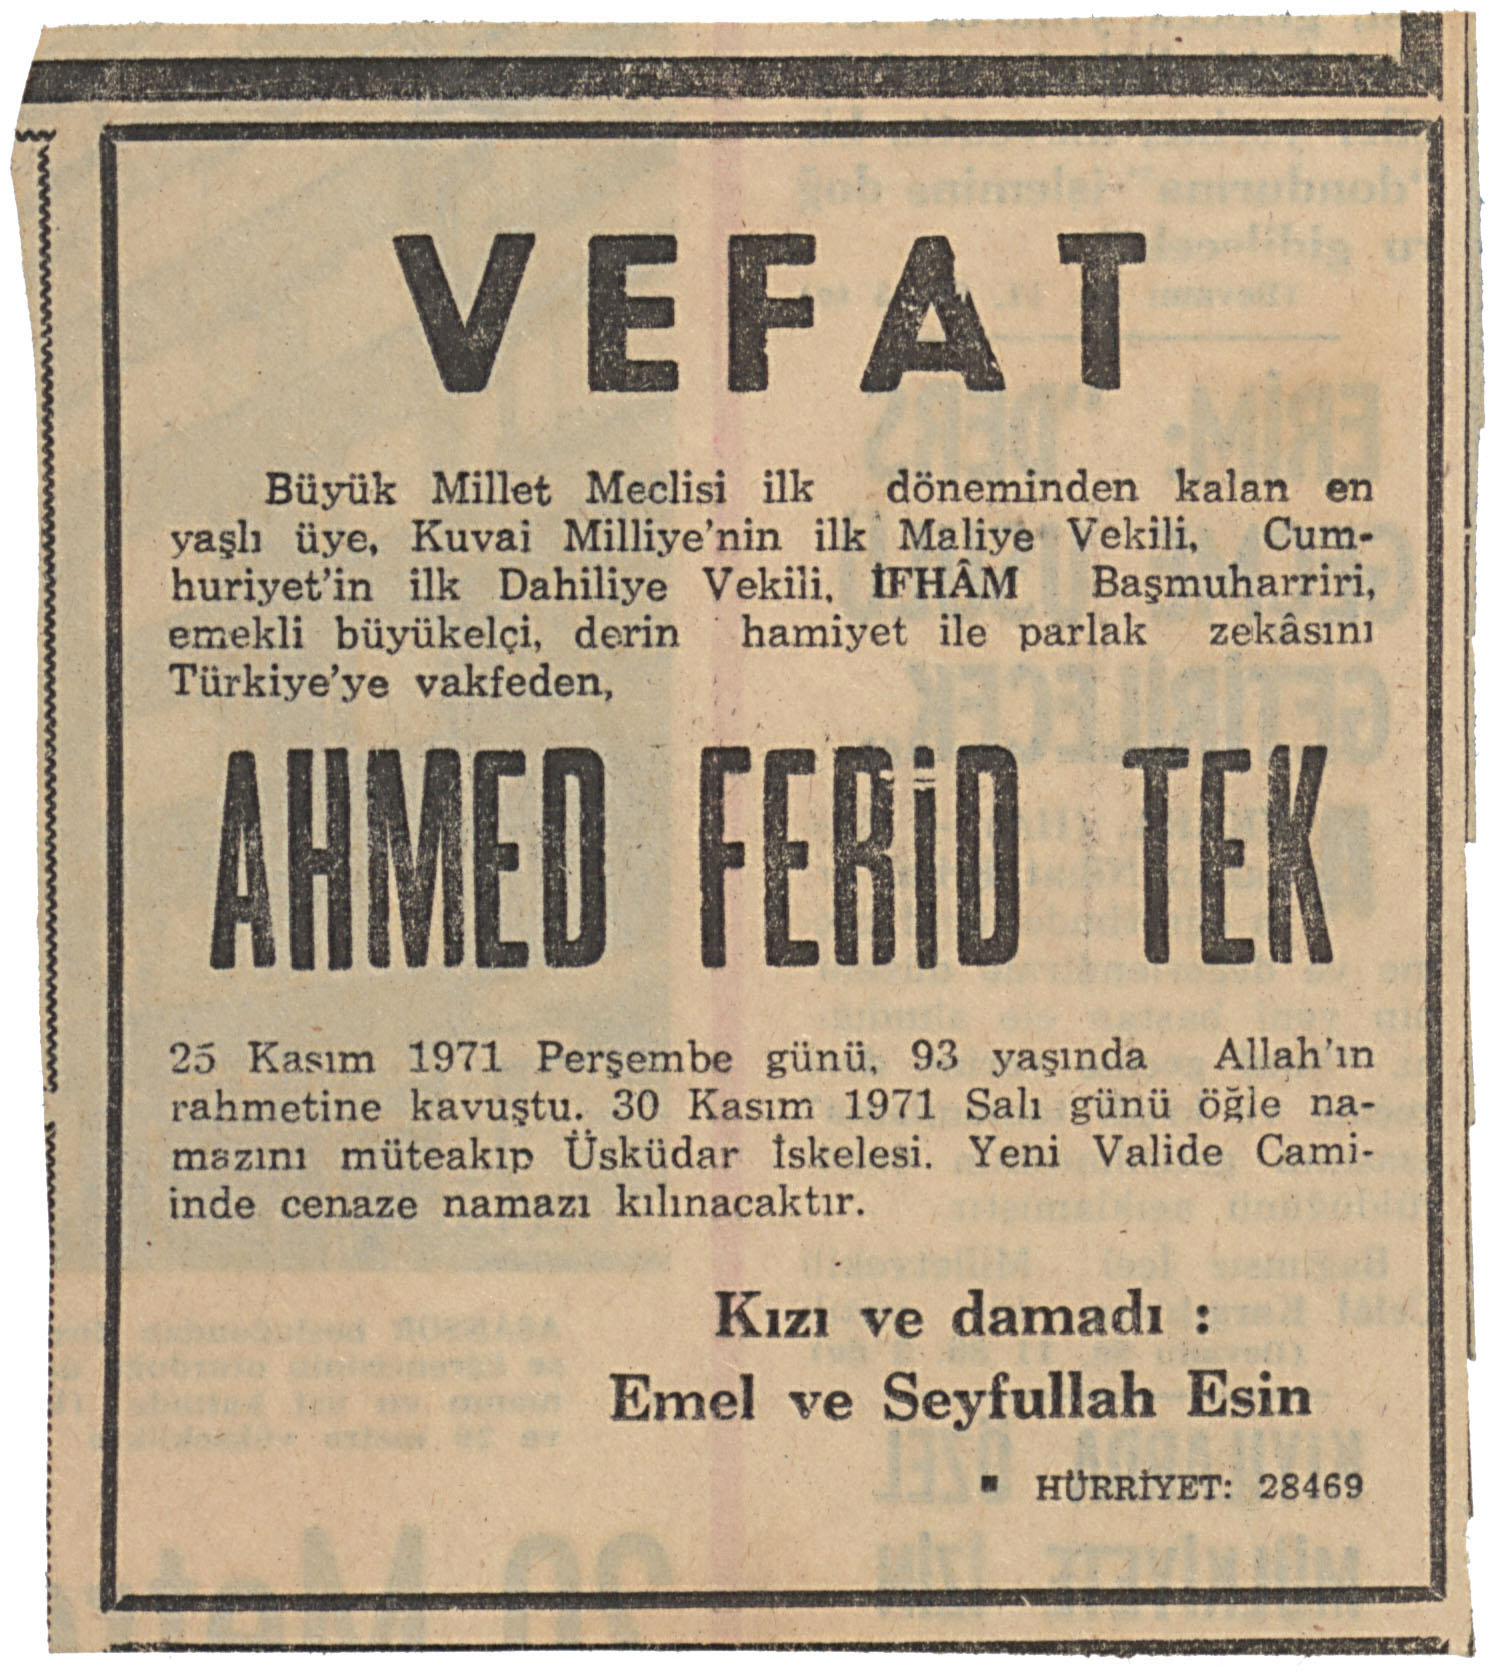 VEFAT
Büyük Millet Meclisi ilk döneminden kalan en
yaşlı üye, Kuvai Milliye'nin ilk Maliye Vekili, Cum-
huriyet'in ilk Dahiliye Vekili, İFHÂM Başmuharriri,
emekli büyükelçi, derin hamiyet ile parlak zekâsını
Türkiye'ye vakfeden,
AHMED FERİD TEK
25 Kasım 1971 Perşembe günü, 93 yaşında Allah'ın
rahmetine kavuştu. 30 Kasım 1971 Salı günü öğle na-
mazını müteakıp Üsküdar İskelesi. Yeni Valide Cami-
inde cenaze namazı kılınacaktır.
Kızı ve damadı :
Emel ve Seyfullah Esin
■ HÜRRİYET: 28469